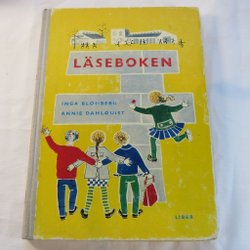 LÄSEBOKEN
INGA BLOMBERG
ANNIE DAHLQUIST
LIBER